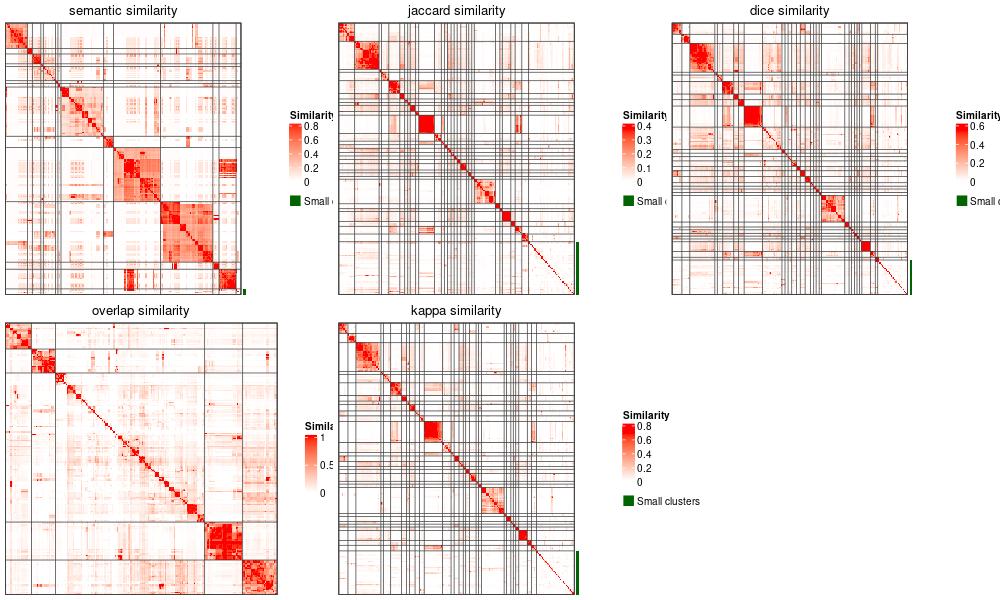 semantic similarity
Similarity
0.8
0.6
0.4
0.2
0
Small
jaccard similarity
Similarity
0.4
0.3
0.2
0.1
0
Small
dice similarity
Similarity
0.6
0.4
0.2
0
Small c
overlap similarity
Simila
1
0.5
0
kappa similarity
Similarity
0.8
0.6
0.4
0.2
0
Small clusters